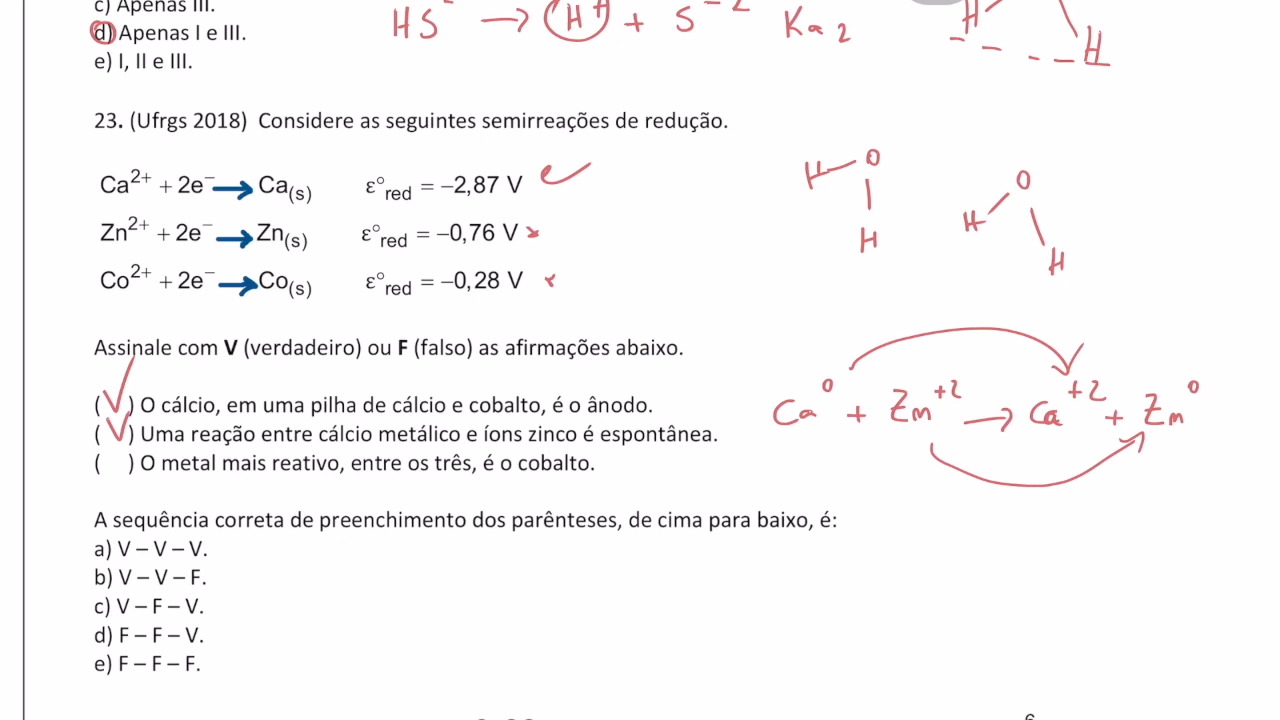 c) Apenas III.
d) Apenas I e III.
e) I, II e III.
HS⁻ → H⁺ + S⁻² Ka₂
H
H
23. (Ufrgs 2018) Considere as seguintes semirreações de redução.
Ca²⁺ + 2e⁻ → Ca(s) ε°red = −2,87 V
Zn²⁺ + 2e⁻ → Zn(s) ε°red = −0,76 V
Co²⁺ + 2e⁻ → Co(s) ε°red = −0,28 V
H O
H
O
H
H
Assinale com V (verdadeiro) ou F (falso) as afirmações abaixo.
( ) O cálcio, em uma pilha de cálcio e cobalto, é o ânodo.
( ) Uma reação entre cálcio metálico e íons zinco é espontânea.
( ) O metal mais reativo, entre os três, é o cobalto.
Ca⁰ + Zn⁺² → Ca⁺² + Zn⁰
A sequência correta de preenchimento dos parênteses, de cima para baixo, é:
a) V – V – V.
b) V – V – F.
c) V – F – V.
d) F – F – V.
e) F – F – F.